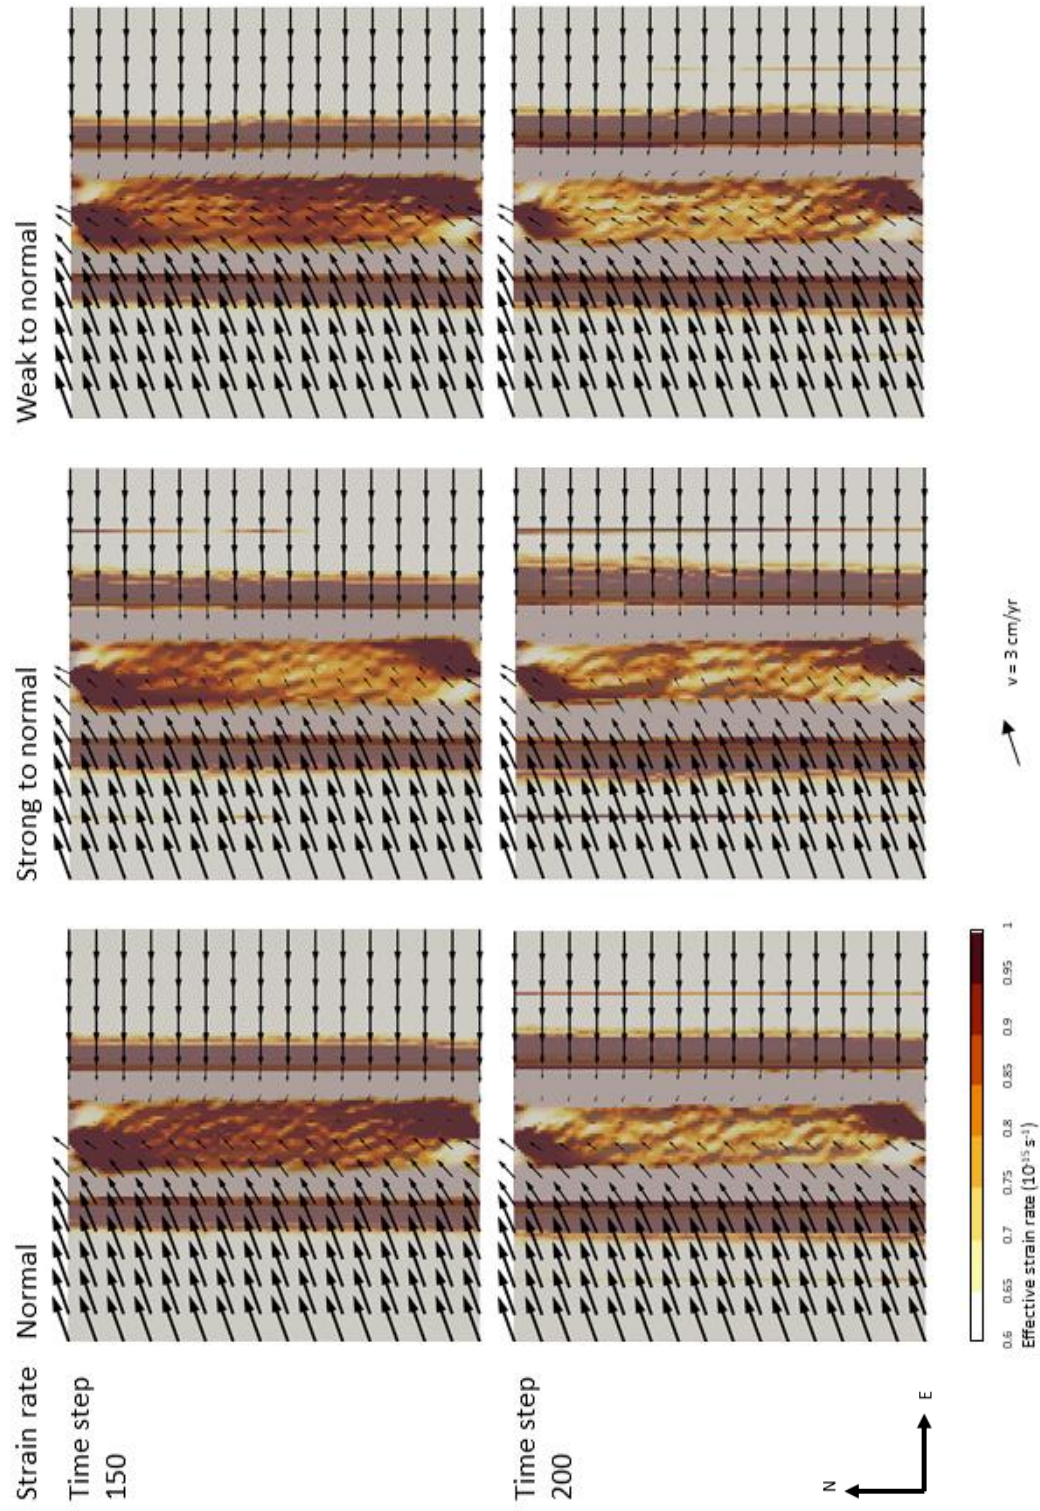 Strain rate
Normal
Strong to normal
Weak to normal
Time step
150
Time step
200
N
E
0.6 0.65 0.7 0.75 0.8 0.85 0.9 0.95 1
Effective strain rate (10⁻¹⁵ s⁻¹)
v = 3 cm/yr